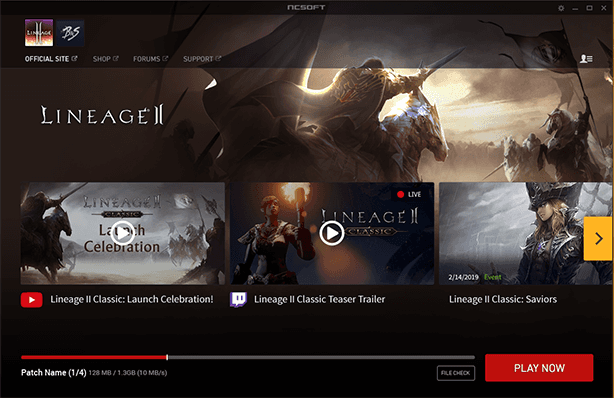 NCSOFT
LINEAGE II
B&S
OFFICIAL SITE
SHOP
FORUMS
SUPPORT
LINEAGE II
LINEAGE II
CLASSIC
Launch
Celebration
LIVE
LINEAGE II
CLASSIC
2/14/2019 Event
Lineage II Classic: Launch Celebration!
Lineage II Classic Teaser Trailer
Lineage II Classic: Saviors
Patch Name (1/4) 128 MB / 1.3GB (10 MB/s)
FILE CHECK
PLAY NOW